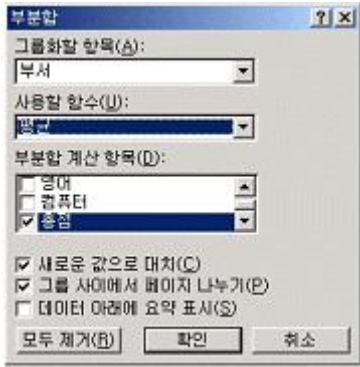 부분합
그룹화할 항목(A):
부서
사용할 함수(U):
평균
부분합 계산 항목(D):
영어
컴퓨터
총점
새로운 값으로 대치(C)
그룹 사이에서 페이지 나누기(P)
데이터 아래에 요약 표시(S)
모두 제거(R) 확인 취소